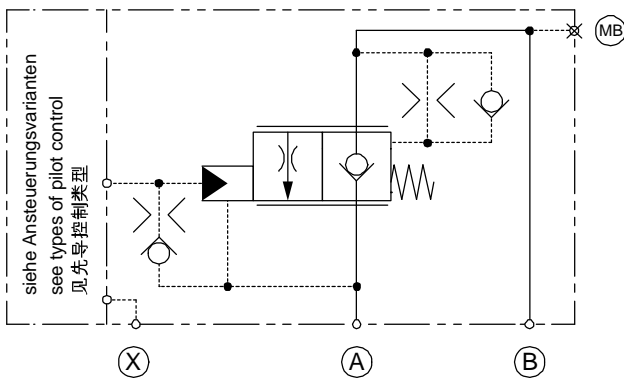 siehe Ansteuerungsvarianten
see types of pilot control
见先导控制类型
MB
X
A
B